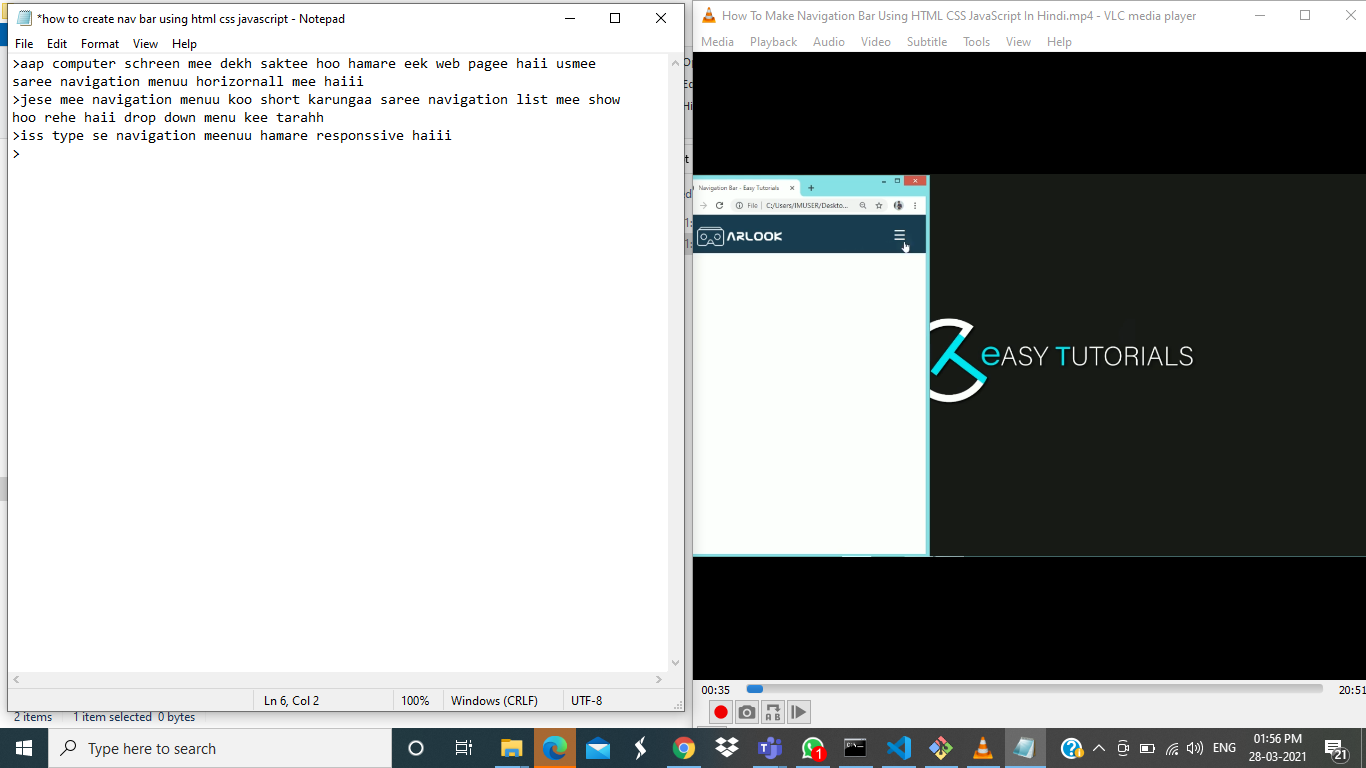 *how to create nav bar using html css javascript - Notepad
File Edit Format View Help
>aap computer schreen mee dekh saktee hoo hamare eek web pagee haii usmee
saree navigation menuu horizornall mee haiii
>jese mee navigation menuu koo short karungaa saree navigation list mee show
hoo rehe haii drop down menu kee tarahh
>iss type se navigation meenuu hamare responssive haiii
>
Ln 6, Col 2 100% Windows (CRLF) UTF-8
2 items 1 item selected 0 bytes
How To Make Navigation Bar Using HTML CSS JavaScript In Hindi.mp4 - VLC media player
Media Playback Audio Video Subtitle Tools View Help
Navigation Bar - Easy Tutorials
File | C:/Users/IMUSER/Deskto...
ARLOOK
eASY TUTORIALS
00:35 20:51
A B
Type here to search
1
ENG
01:56 PM
28-03-2021
21